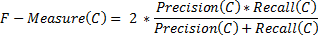 F − Measure(C) = 2 * Precision(C) * Recall(C) / Precision(C) + Recall(C)